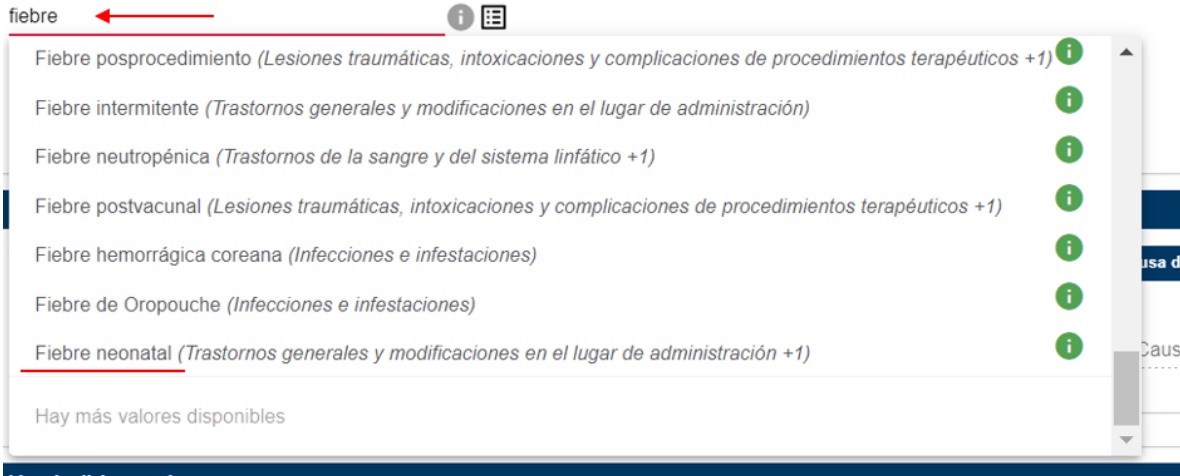 fiebre
Fiebre posprocedimiento (Lesiones traumáticas, intoxicaciones y complicaciones de procedimientos terapéuticos +1)
Fiebre intermitente (Trastornos generales y modificaciones en el lugar de administración)
Fiebre neutropénica (Trastornos de la sangre y del sistema linfático +1)
Fiebre postvacunal (Lesiones traumáticas, intoxicaciones y complicaciones de procedimientos terapéuticos +1)
Fiebre hemorrágica coreana (Infecciones e infestaciones)
usa d
Fiebre de Oropouche (Infecciones e infestaciones)
Fiebre neonatal (Trastornos generales y modificaciones en el lugar de administración +1)
Caus
Hay más valores disponibles